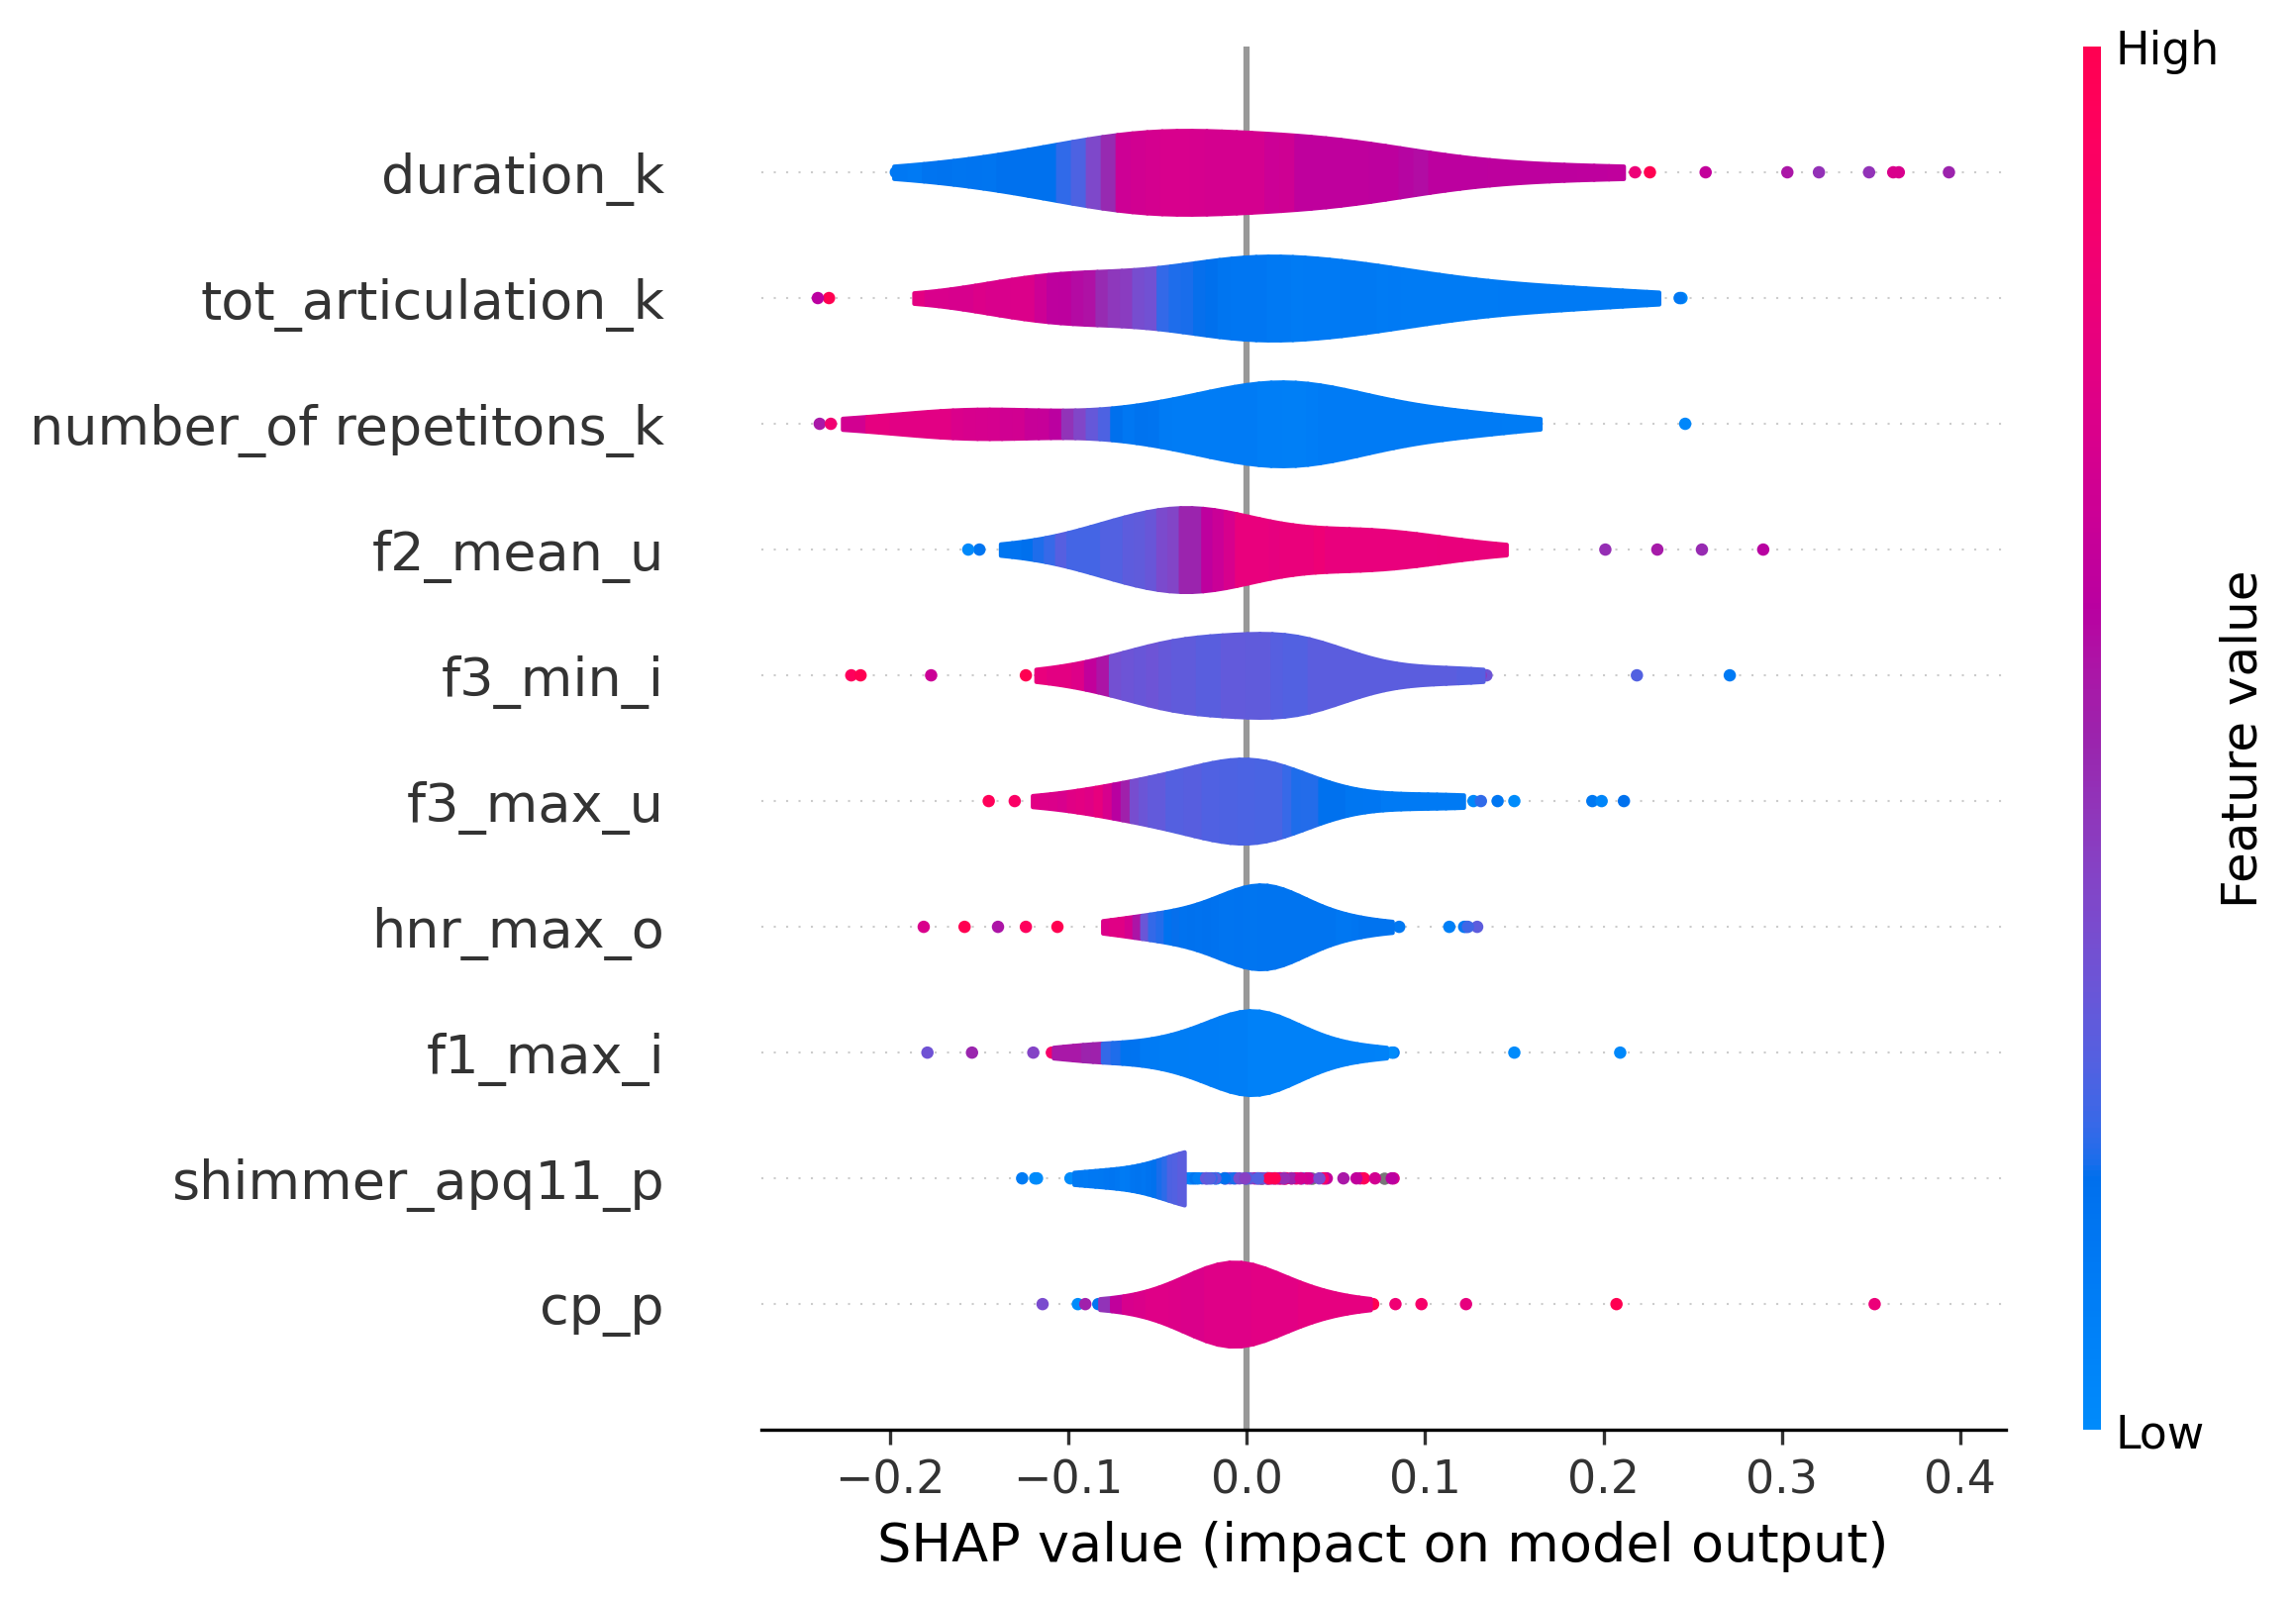 High
duration_k
tot_articulation_k
number_of repetitons_k
f2_mean_u
f3_min_i
f3_max_u
hnr_max_o
f1_max_i
shimmer_apq11_p
cp_p
Feature value
Low
−0.2 −0.1 0.0 0.1 0.2 0.3 0.4
SHAP value (impact on model output)